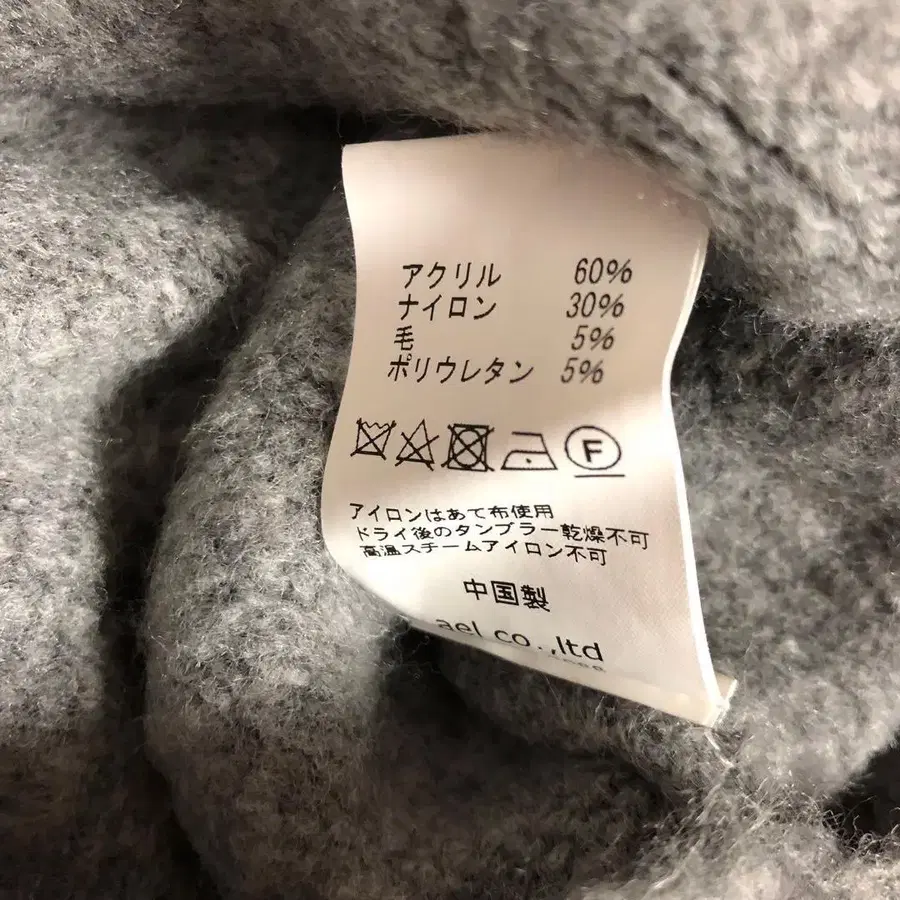 アクリル 60%
ナイロン 30%
毛 5%
ポリウレタン 5%
F
アイロンはあて布使用
ドライ後のタンブラー乾燥不可
高温スチームアイロン不可
中国製
ael co.,ltd